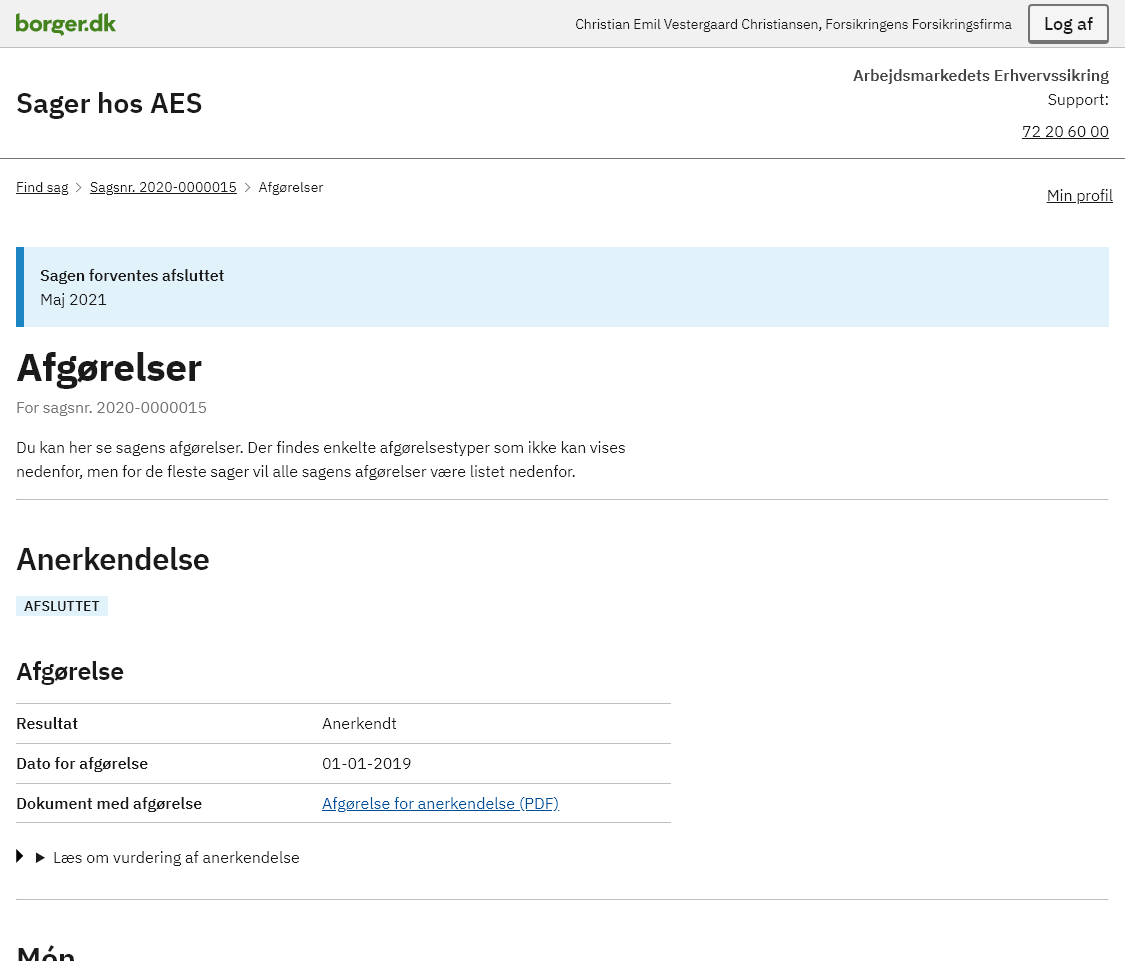 borger.dk
Christian Emil Vestergaard Christiansen, Forsikringens Forsikringsfirma
Log af
Sager hos AES
Arbejdsmarkedets Erhvervssikring
Support:
72 20 60 00
Find sag > Sagsnr. 2020-0000015 > Afgørelser
Min profil
Sagen forventes afsluttet
Maj 2021
Afgørelser
For sagsnr. 2020-0000015
Du kan her se sagens afgørelser. Der findes enkelte afgørelsestyper som ikke kan vises
nedenfor, men for de fleste sager vil alle sagens afgørelser være listet nedenfor.
Anerkendelse
AFSLUTTET
Afgørelse
Resultat Anerkendt
Dato for afgørelse 01-01-2019
Dokument med afgørelse Afgørelse for anerkendelse (PDF)
Læs om vurdering af anerkendelse
Món